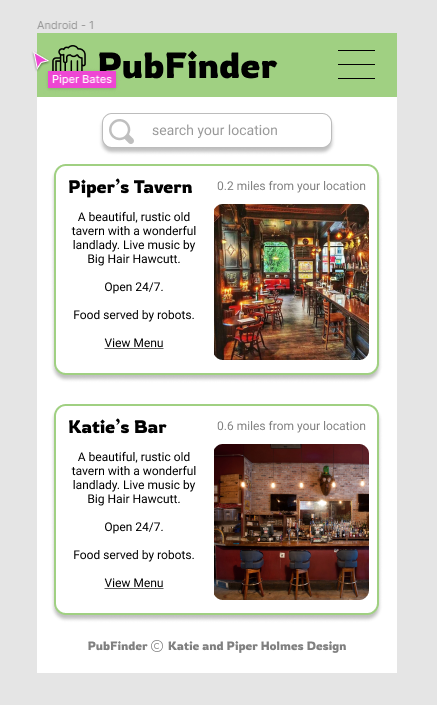 Android - 1
PubFinder
Piper Bates
search your location
Piper's Tavern
0.2 miles from your location
A beautiful, rustic old
tavern with a wonderful
landlady. Live music by
Big Hair Hawcutt.
Open 24/7.
Food served by robots.
View Menu
Katie's Bar
0.6 miles from your location
A beautiful, rustic old
tavern with a wonderful
landlady. Live music by
Big Hair Hawcutt.
Open 24/7.
Food served by robots.
View Menu
PubFinder © Katie and Piper Holmes Design